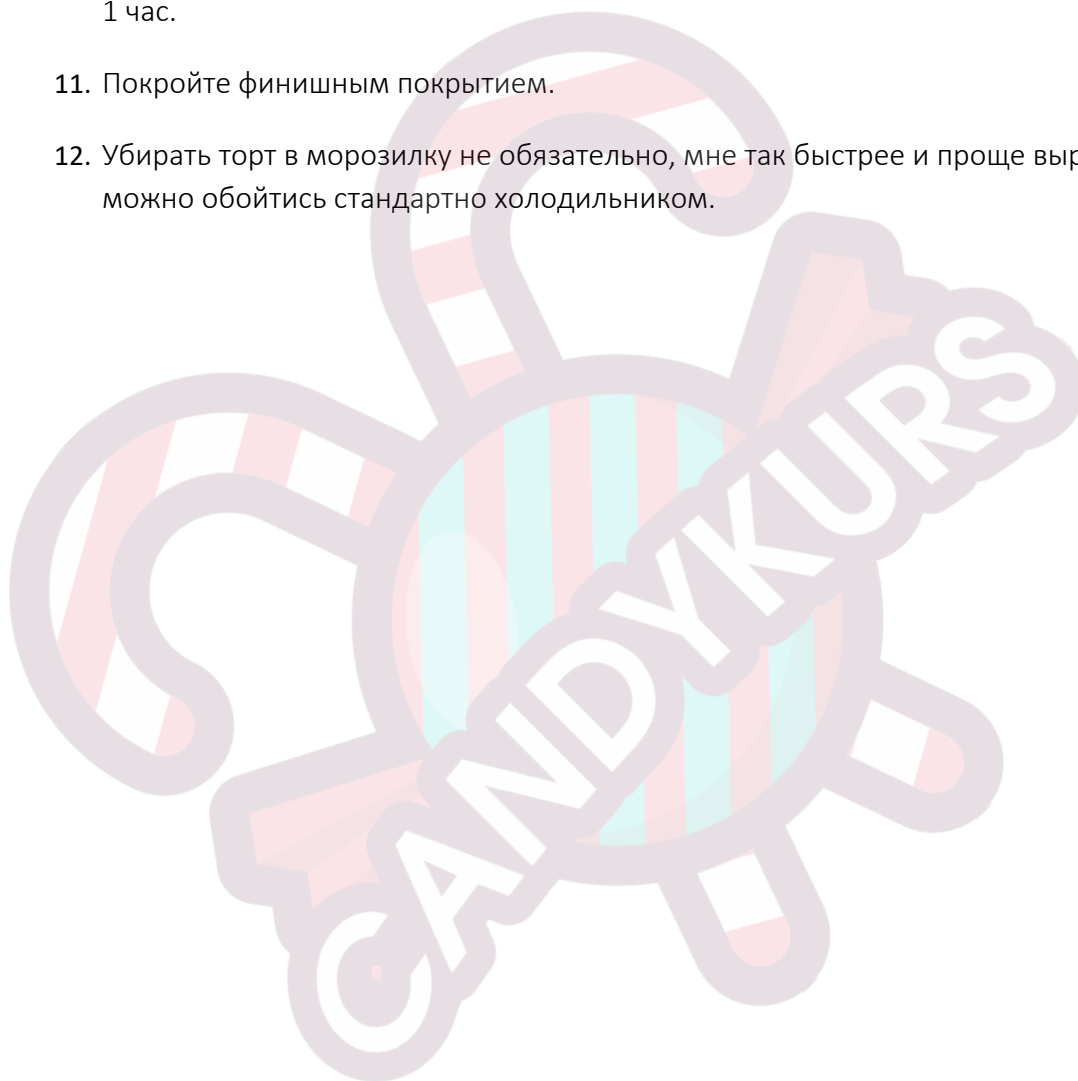 1 час.
11. Покройте финишным покрытием.
12. Убирать торт в морозилку не обязательно, мне так быстрее и проще выр
можно обойтись стандартно холодильником.
CANDYKURS